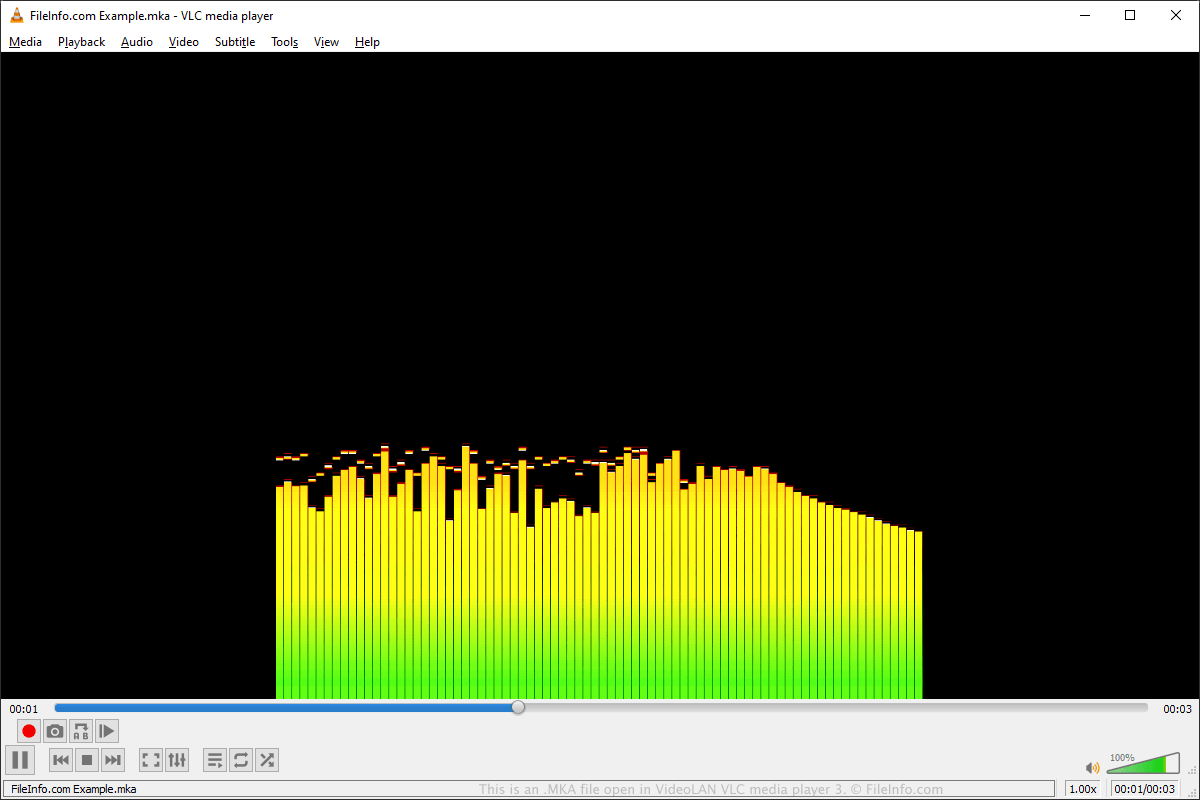 FileInfo.com Example.mka - VLC media player
Media Playback Audio Video Subtitle Tools View Help
00:01 00:03
A B
100%
FileInfo.com Example.mka This is an .MKA file open in VideoLAN VLC media player 3. © FileInfo.com 1.00x 00:01/00:03